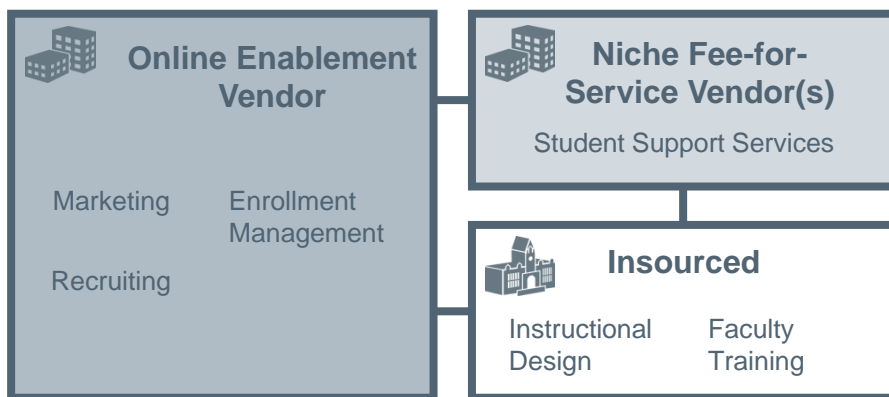 Online Enablement
Vendor
Marketing
Enrollment
Management
Recruiting
Niche Fee-for-
Service Vendor(s)
Student Support Services
Insourced
Instructional
Design
Faculty
Training